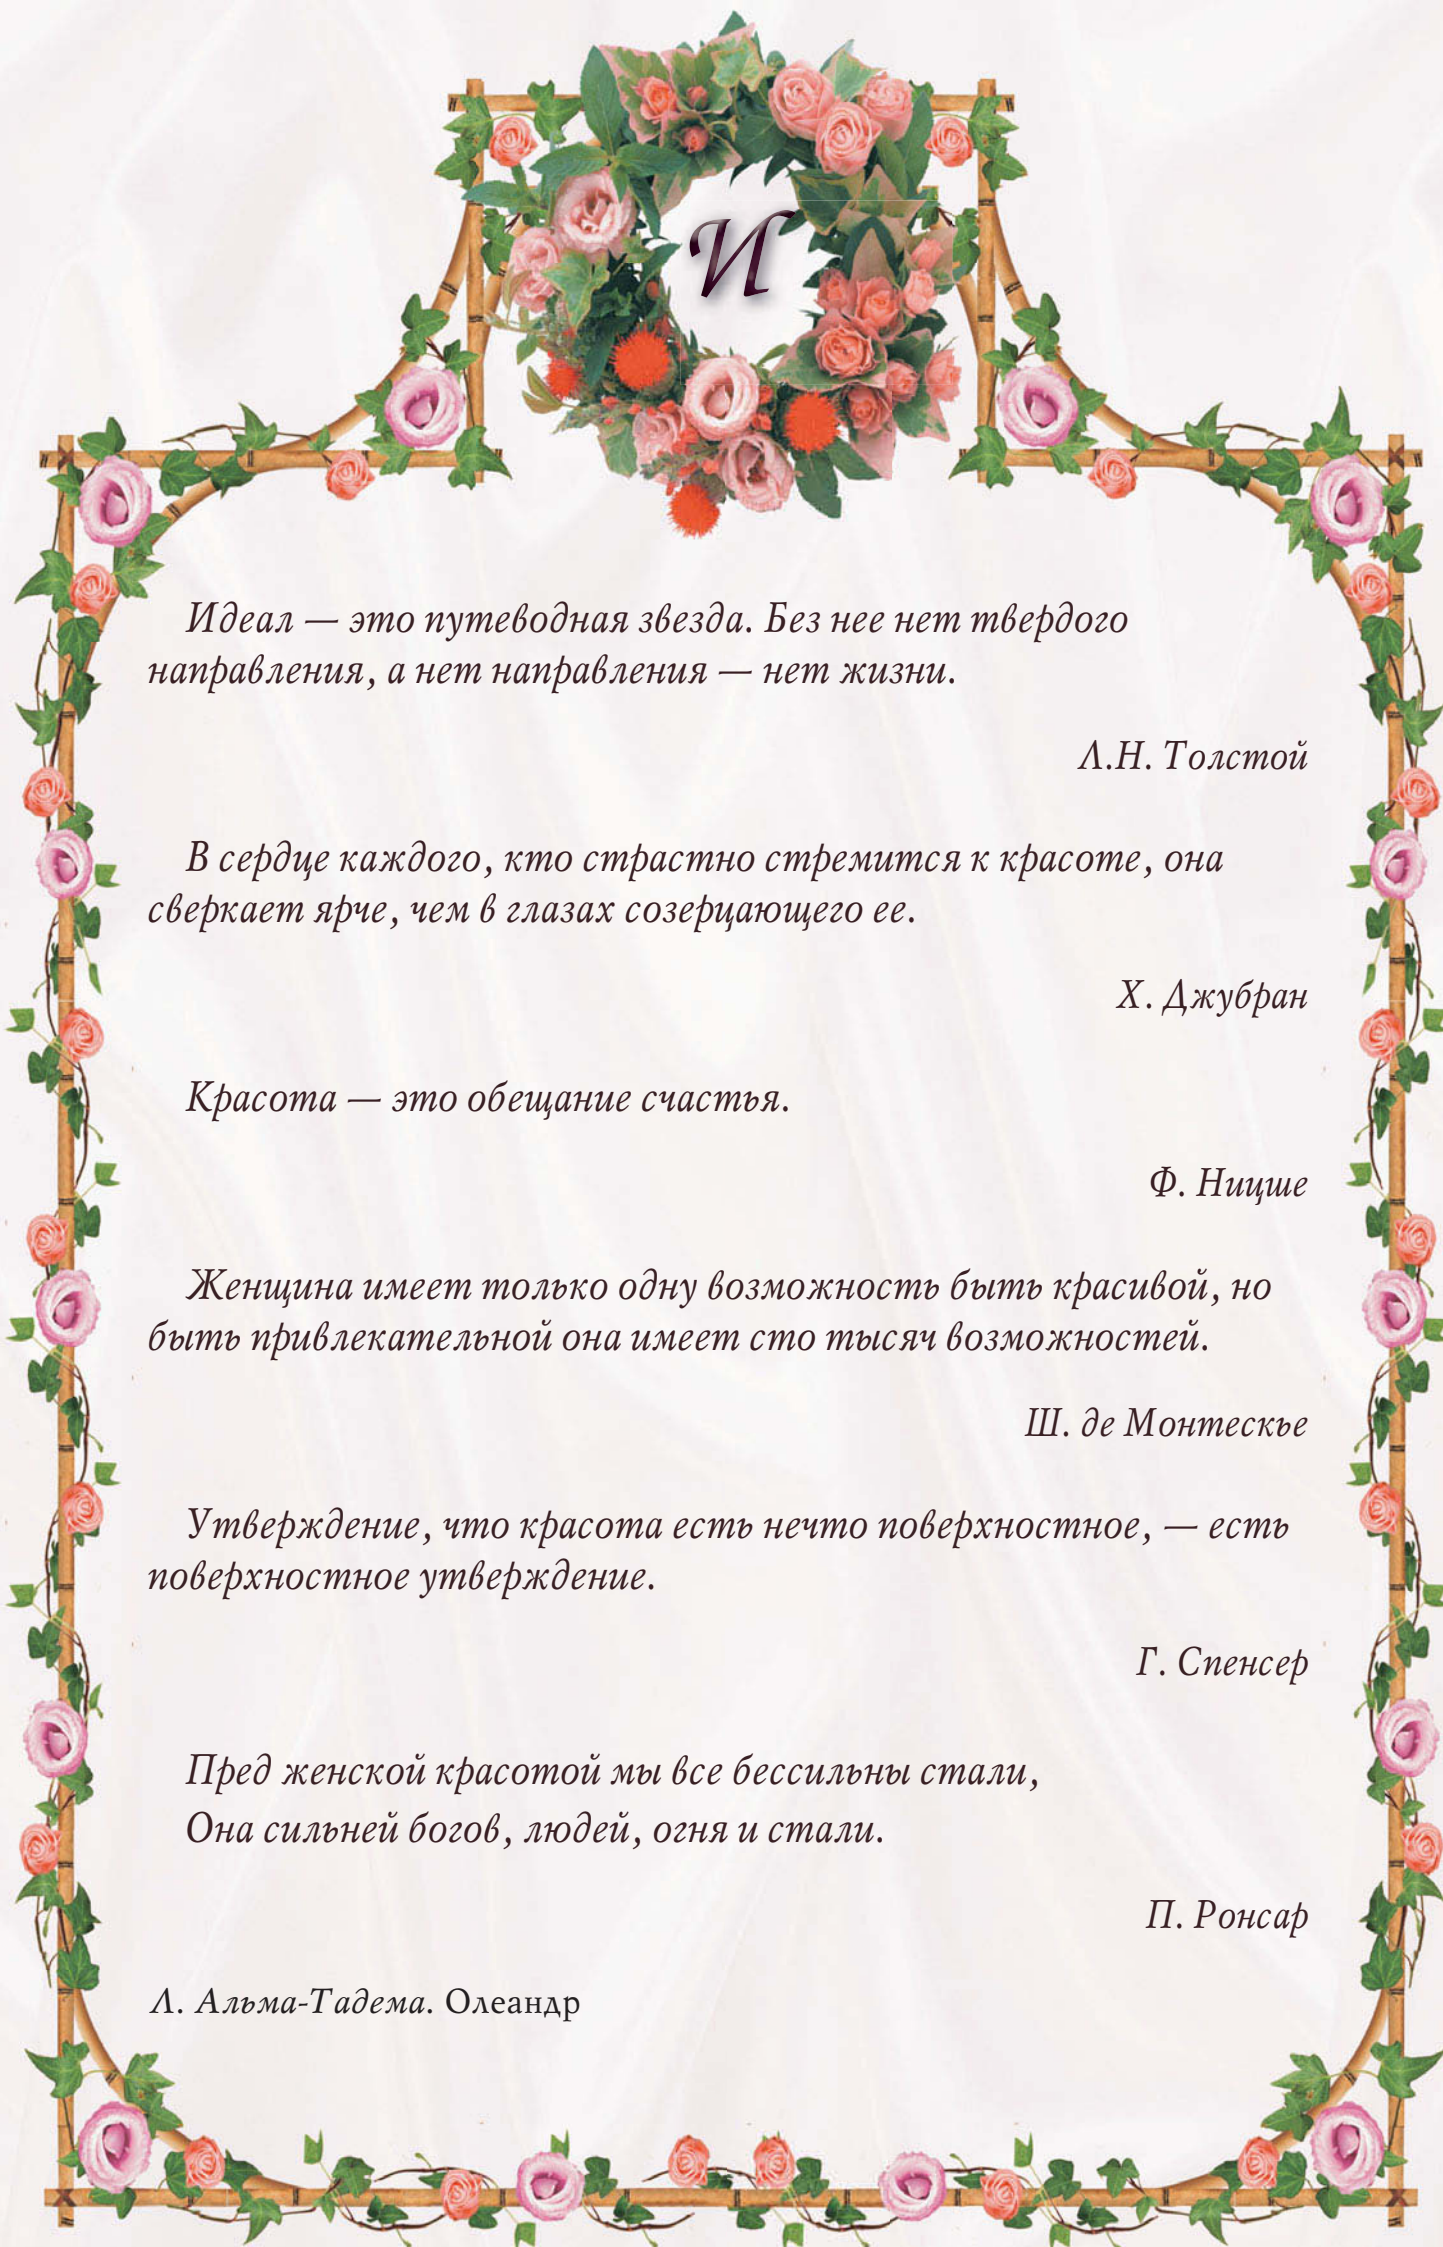 И
Идеал — это путеводная звезда. Без нее нет твердого
направления, а нет направления — нет жизни.
Л.Н. Толстой
В сердце каждого, кто страстно стремится к красоте, она
сверкает ярче, чем в глазах созерцающего ее.
Х. Джубран
Красота — это обещание счастья.
Ф. Ницше
Женщина имеет только одну возможность быть красивой, но
быть привлекательной она имеет сто тысяч возможностей.
Ш. де Монтескье
Утверждение, что красота есть нечто поверхностное, — есть
поверхностное утверждение.
Г. Спенсер
Пред женской красотой мы все бессильны стали,
Она сильней богов, людей, огня и стали.
П. Ронсар
Л. Альма-Тадема. Олеандр